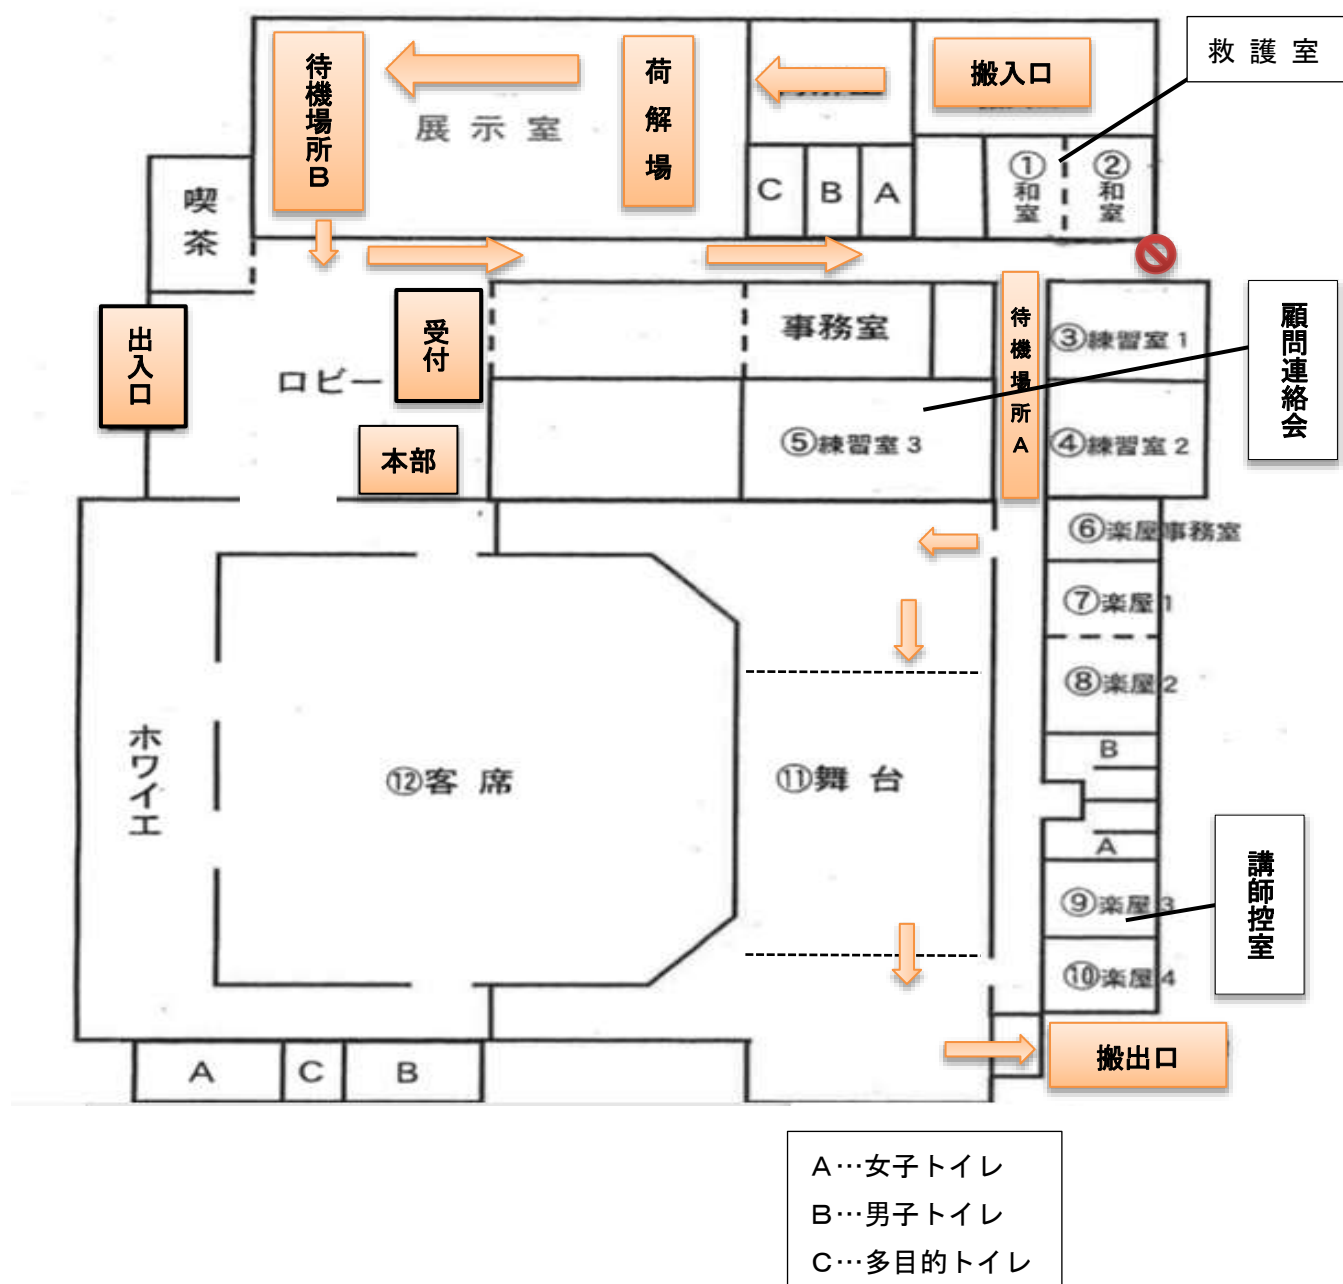 救護室
搬入口
待機場所B
荷解場
展示室
C
B
A
①和室
②和室
喫茶
出入口
受付
ロビー
本部
事務室
待機場所A
③練習室1
⑤練習室3
④練習室2
顧問連絡会
⑥楽屋事務室
⑦楽屋1
⑧楽屋2
B
A
⑨楽屋3
⑩楽屋4
講師控室
ホワイエ
⑫客席
⑪舞台
搬出口
A
C
B
A…女子トイレ
B…男子トイレ
C…多目的トイレ